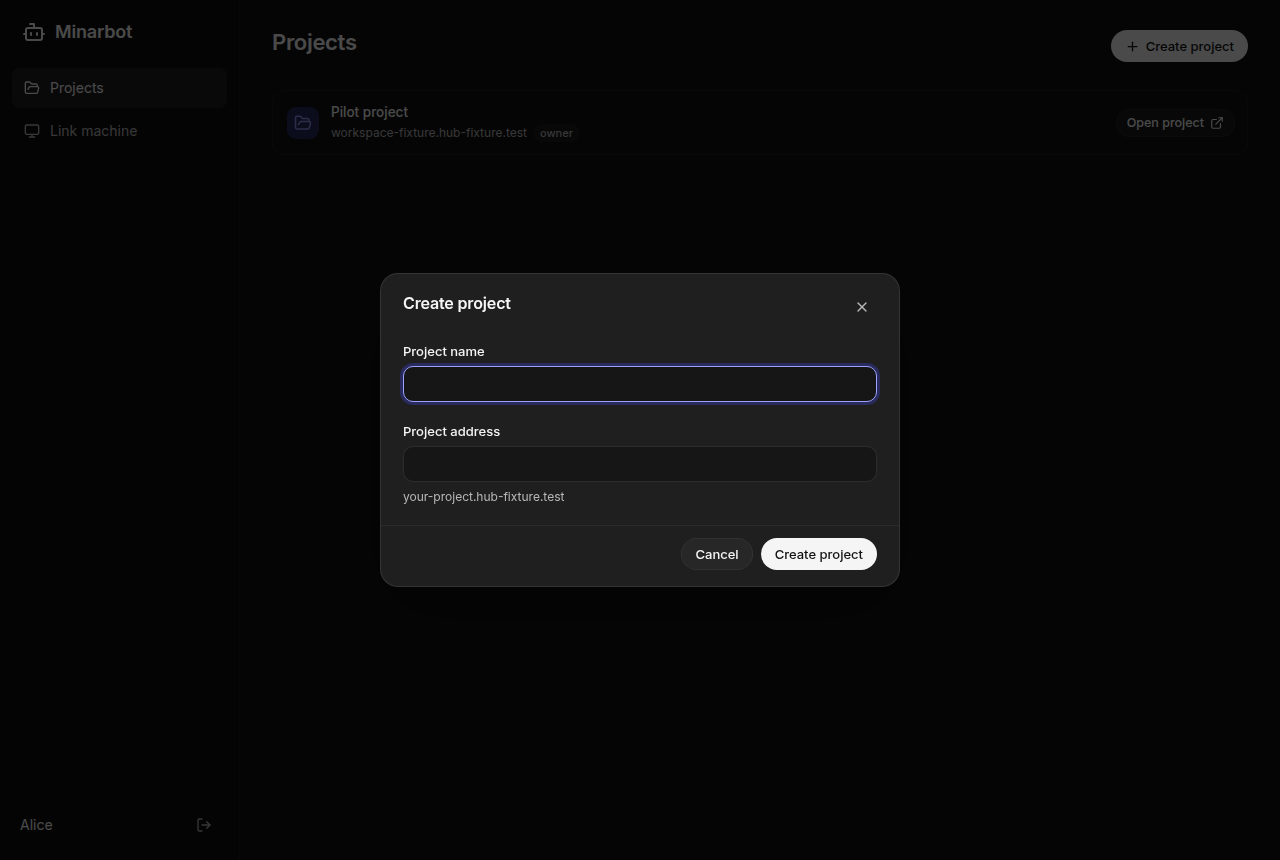 Minarbot
Projects
Link machine
Projects
Create project
Pilot project
workspace-fixture.hub-fixture.test owner
Open project
Create project
Project name
Project address
your-project.hub-fixture.test
Cancel
Create project
Alice